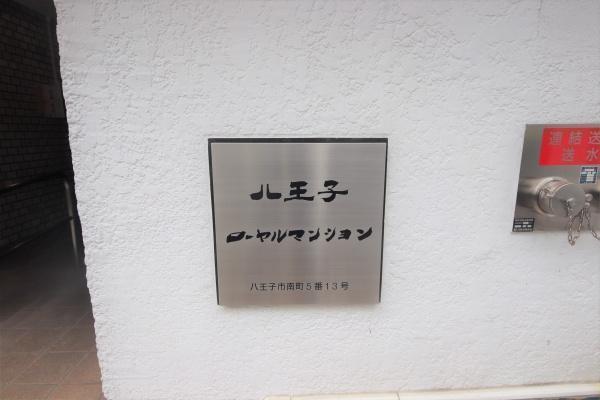 八王子
ローヤルマンション
八王子市南町5番13号
連結送
送水